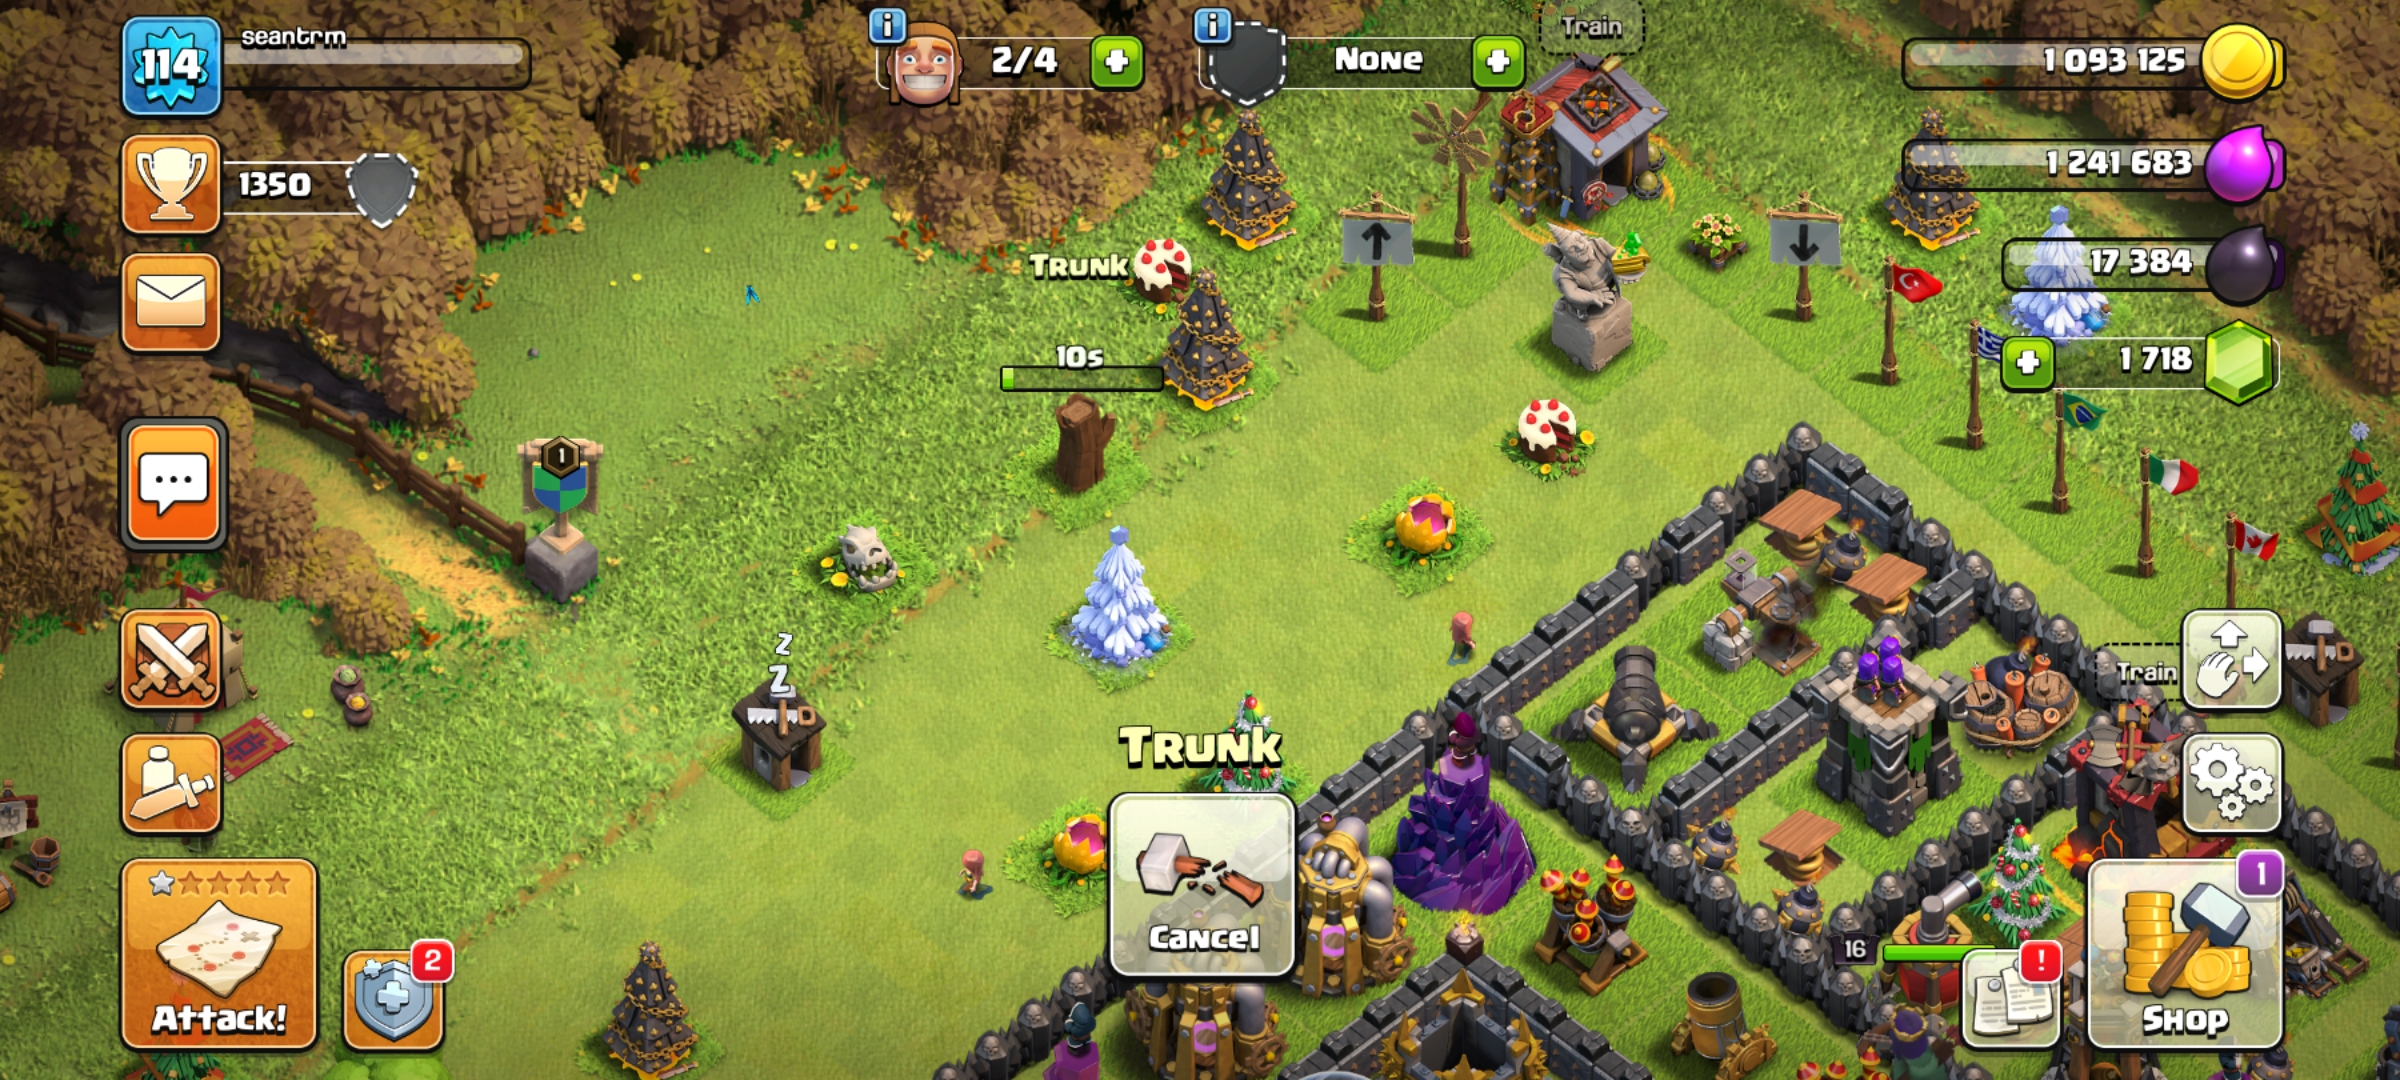 114
seantrm
i
2/4
i
None
Train
1 093 125
1350
1 241 683
Trunk
17 384
10s
1 718
1
z
Z
Train
Trunk
Cancel
Attack!
2
16
!
1
Shop